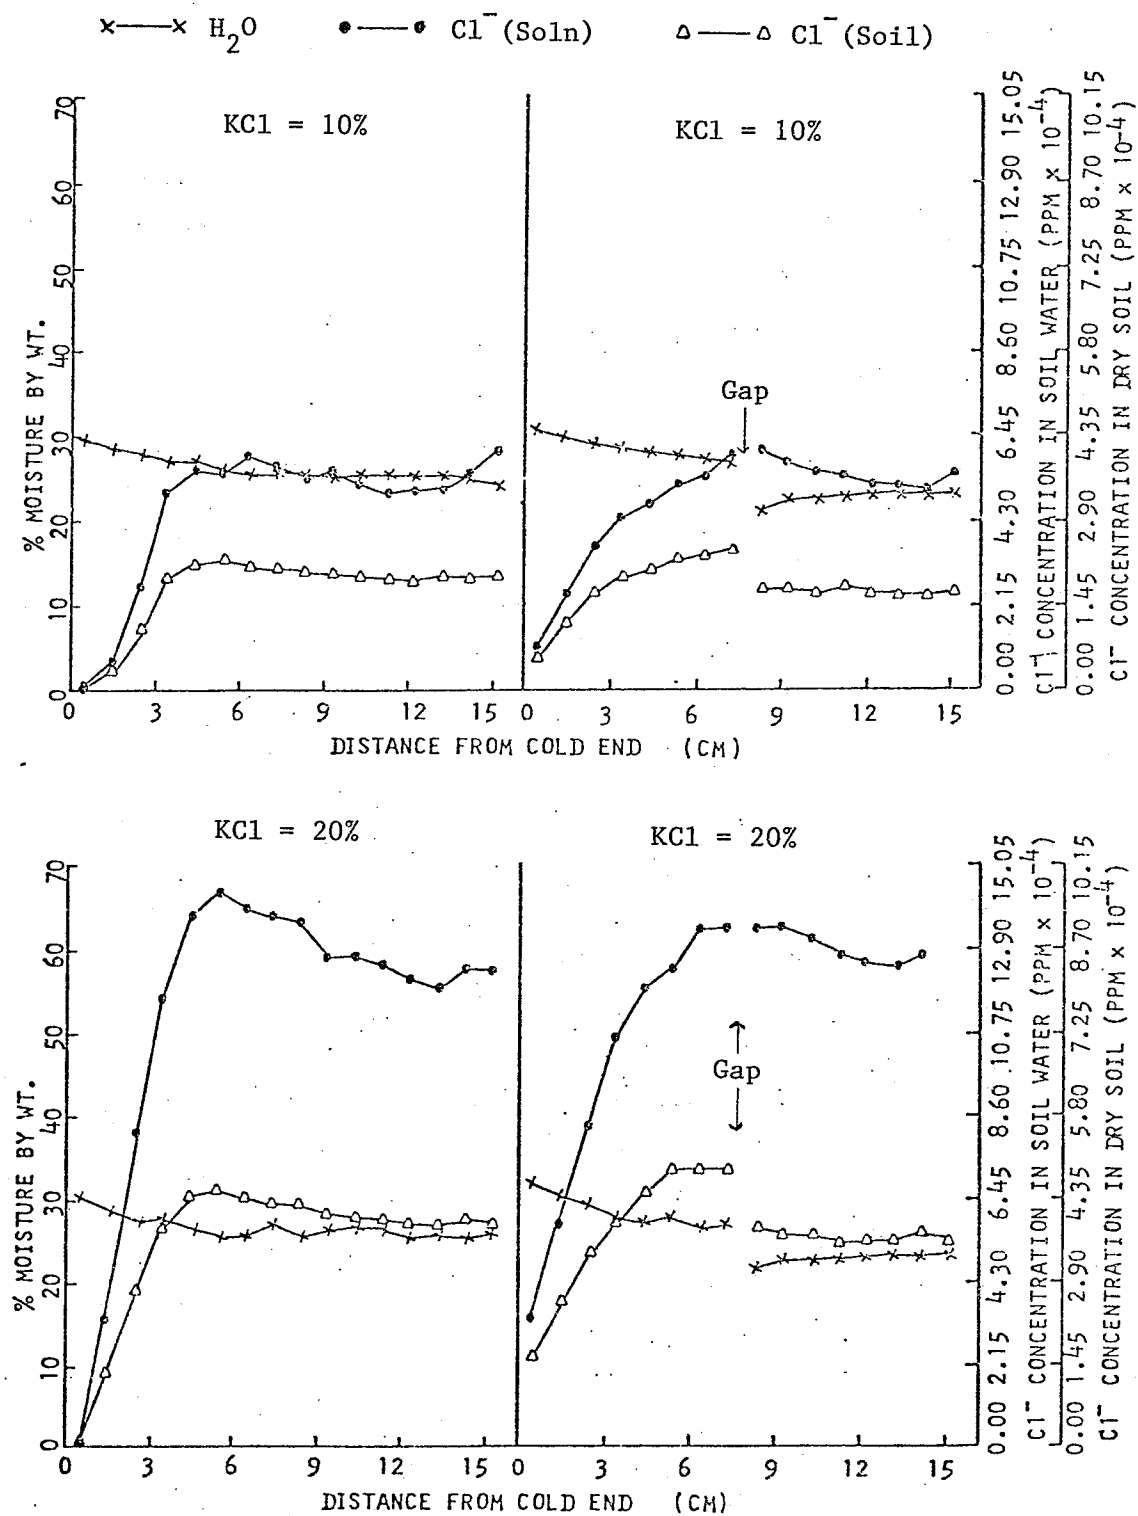 ×——× H2O ●——● Cl⁻(Soln) △——△ Cl⁻(Soil)
KCl = 10%
KCl = 10%
% MOISTURE BY WT.
0 10 20 30 40 50 60 70
Gap
0.00 2.15 4.30 6.45 8.60 10.75 12.90 15.05
Cl⁻ CONCENTRATION IN SOIL WATER (PPM x 10⁻⁴)
0.00 1.45 2.90 4.35 5.80 7.25 8.70 10.15
Cl⁻ CONCENTRATION IN DRY SOIL (PPM x 10⁻⁴)
0 3 6 9 12 15 0 3 6 9 12 15
DISTANCE FROM COLD END (CM)
KCl = 20%
KCl = 20%
% MOISTURE BY WT.
0 10 20 30 40 50 60 70
Gap
0.00 2.15 4.30 6.45 8.60 10.75 12.90 15.05
Cl⁻ CONCENTRATION IN SOIL WATER (PPM x 10⁻⁴)
0.00 1.45 2.90 4.35 5.80 7.25 8.70 10.15
Cl⁻ CONCENTRATION IN DRY SOIL (PPM x 10⁻⁴)
0 3 6 9 12 15 0 3 6 9 12 15
DISTANCE FROM COLD END (CM)